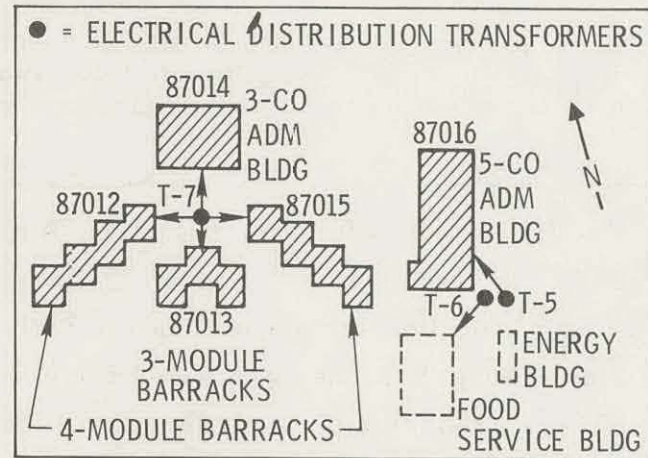 ● = ELECTRICAL DISTRIBUTION TRANSFORMERS
87014
3-CO
ADM
BLDG
87016
5-CO
ADM
BLDG
N
T-7
87012
87015
87013
T-6
T-5
3-MODULE
BARRACKS
4-MODULE BARRACKS
ENERGY
BLDG
FOOD
SERVICE BLDG